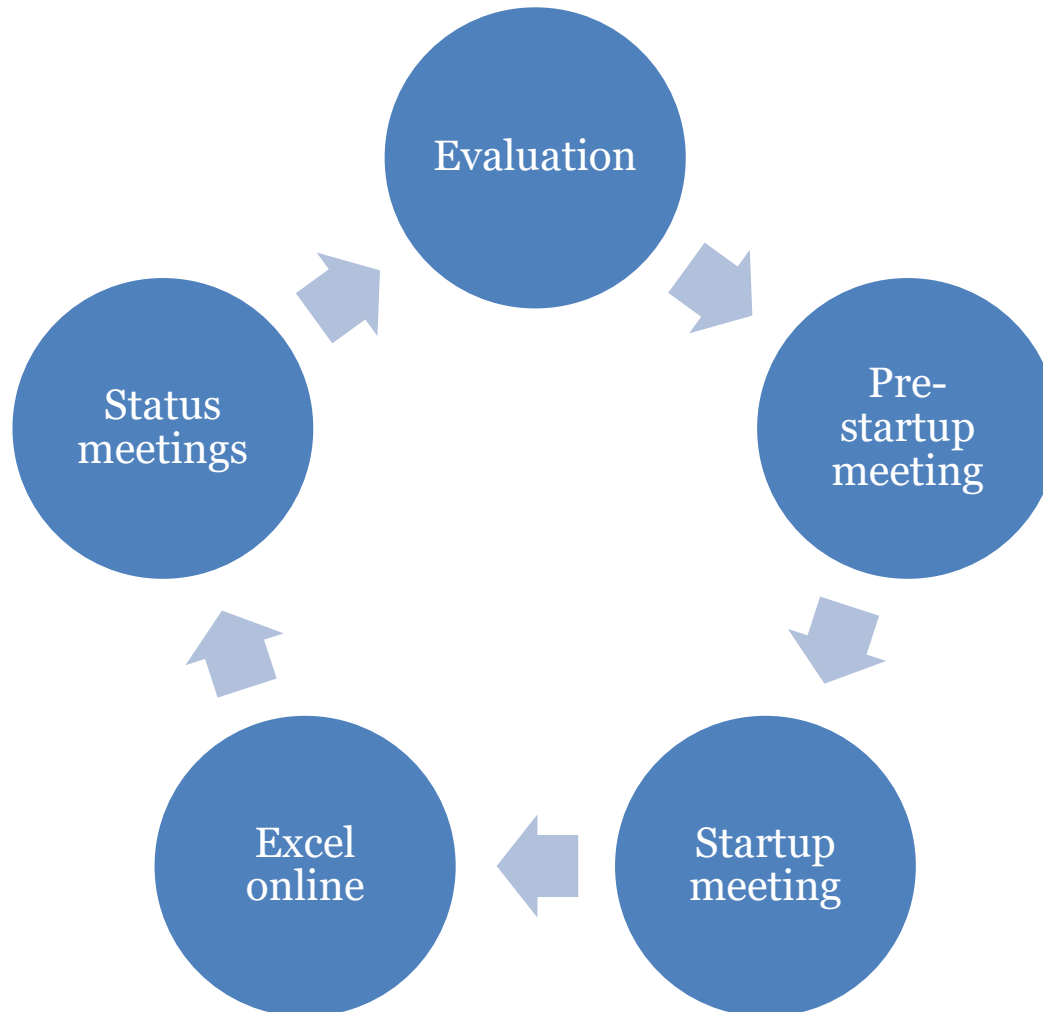 Evaluation
Pre-
startup
meeting
Startup
meeting
Excel
online
Status
meetings